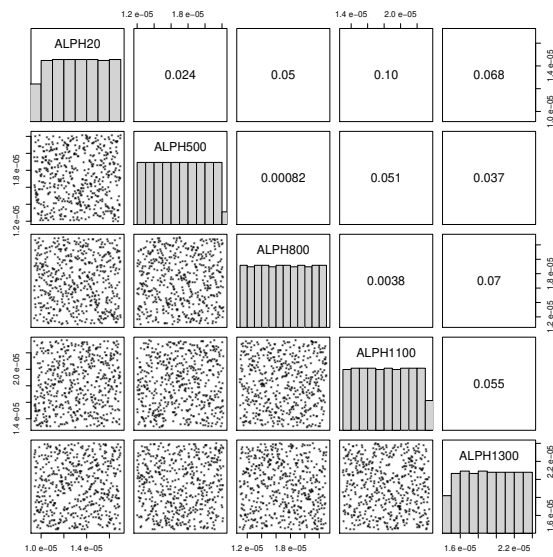 1.2 e−05 1.8 e−05 1.4 e−05 2.0 e−05
ALPH20 0.024 0.05 0.10 0.068
1.0 e−05 1.4 e−05
ALPH500 0.00082 0.051 0.037
1.2 e−05 1.8 e−05
ALPH800 0.0038 0.07
1.2 e−05 1.8 e−05
ALPH1100 0.055
1.4 e−05 2.0 e−05
ALPH1300
1.6 e−05 2.2 e−05
1.0 e−05 1.4 e−05 1.2 e−05 1.8 e−05 1.6 e−05 2.2 e−05